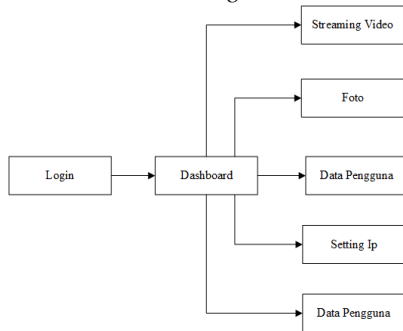 Streaming Video
Foto
Login
Dashboard
Data Pengguna
Setting Ip
Data Pengguna